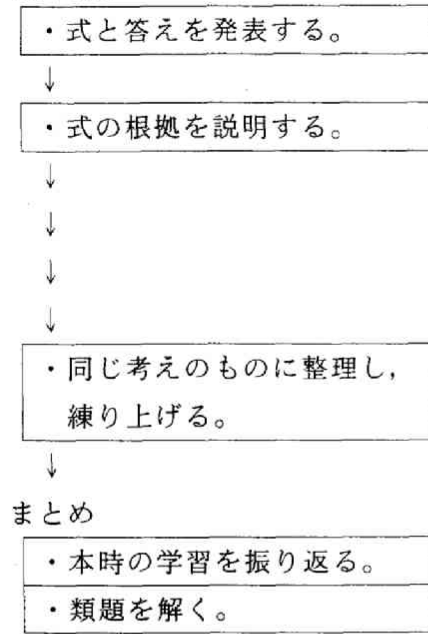 ・式と答えを発表する。
↓
・式の根拠を説明する。
↓
↓
↓
↓
・同じ考えのものに整理し,
練り上げる。
↓
まとめ
・本時の学習を振り返る。
・類題を解く。